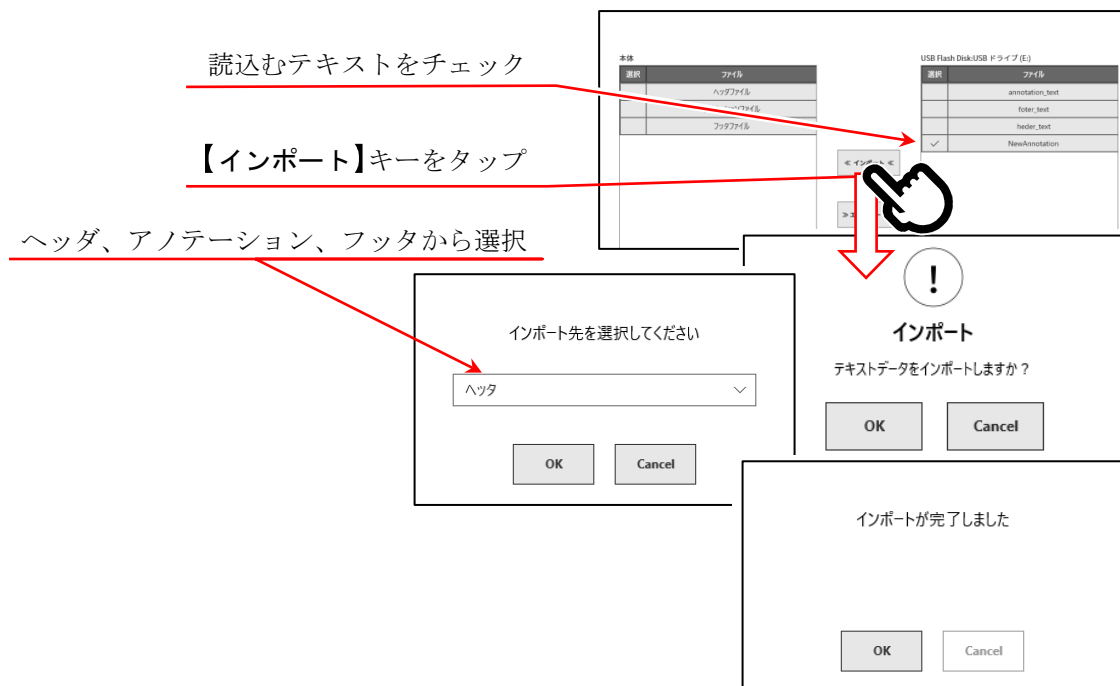 読込むテキストをチェック
【インポート】キーをタップ
ヘッダ、アノテーション、フッタから選択
本体
選択 ファイル
ヘッダファイル
フッタファイル
USB Flash Disk:USB ドライブ (E:)
選択 ファイル
annotation_text
foter_text
heder_text
✓ NewAnnotation
≪ インポート ≪
≫
!
インポート
テキストデータをインポートしますか？
OK Cancel
インポート先を選択してください
ヘッタ
OK Cancel
インポートが完了しました
OK Cancel